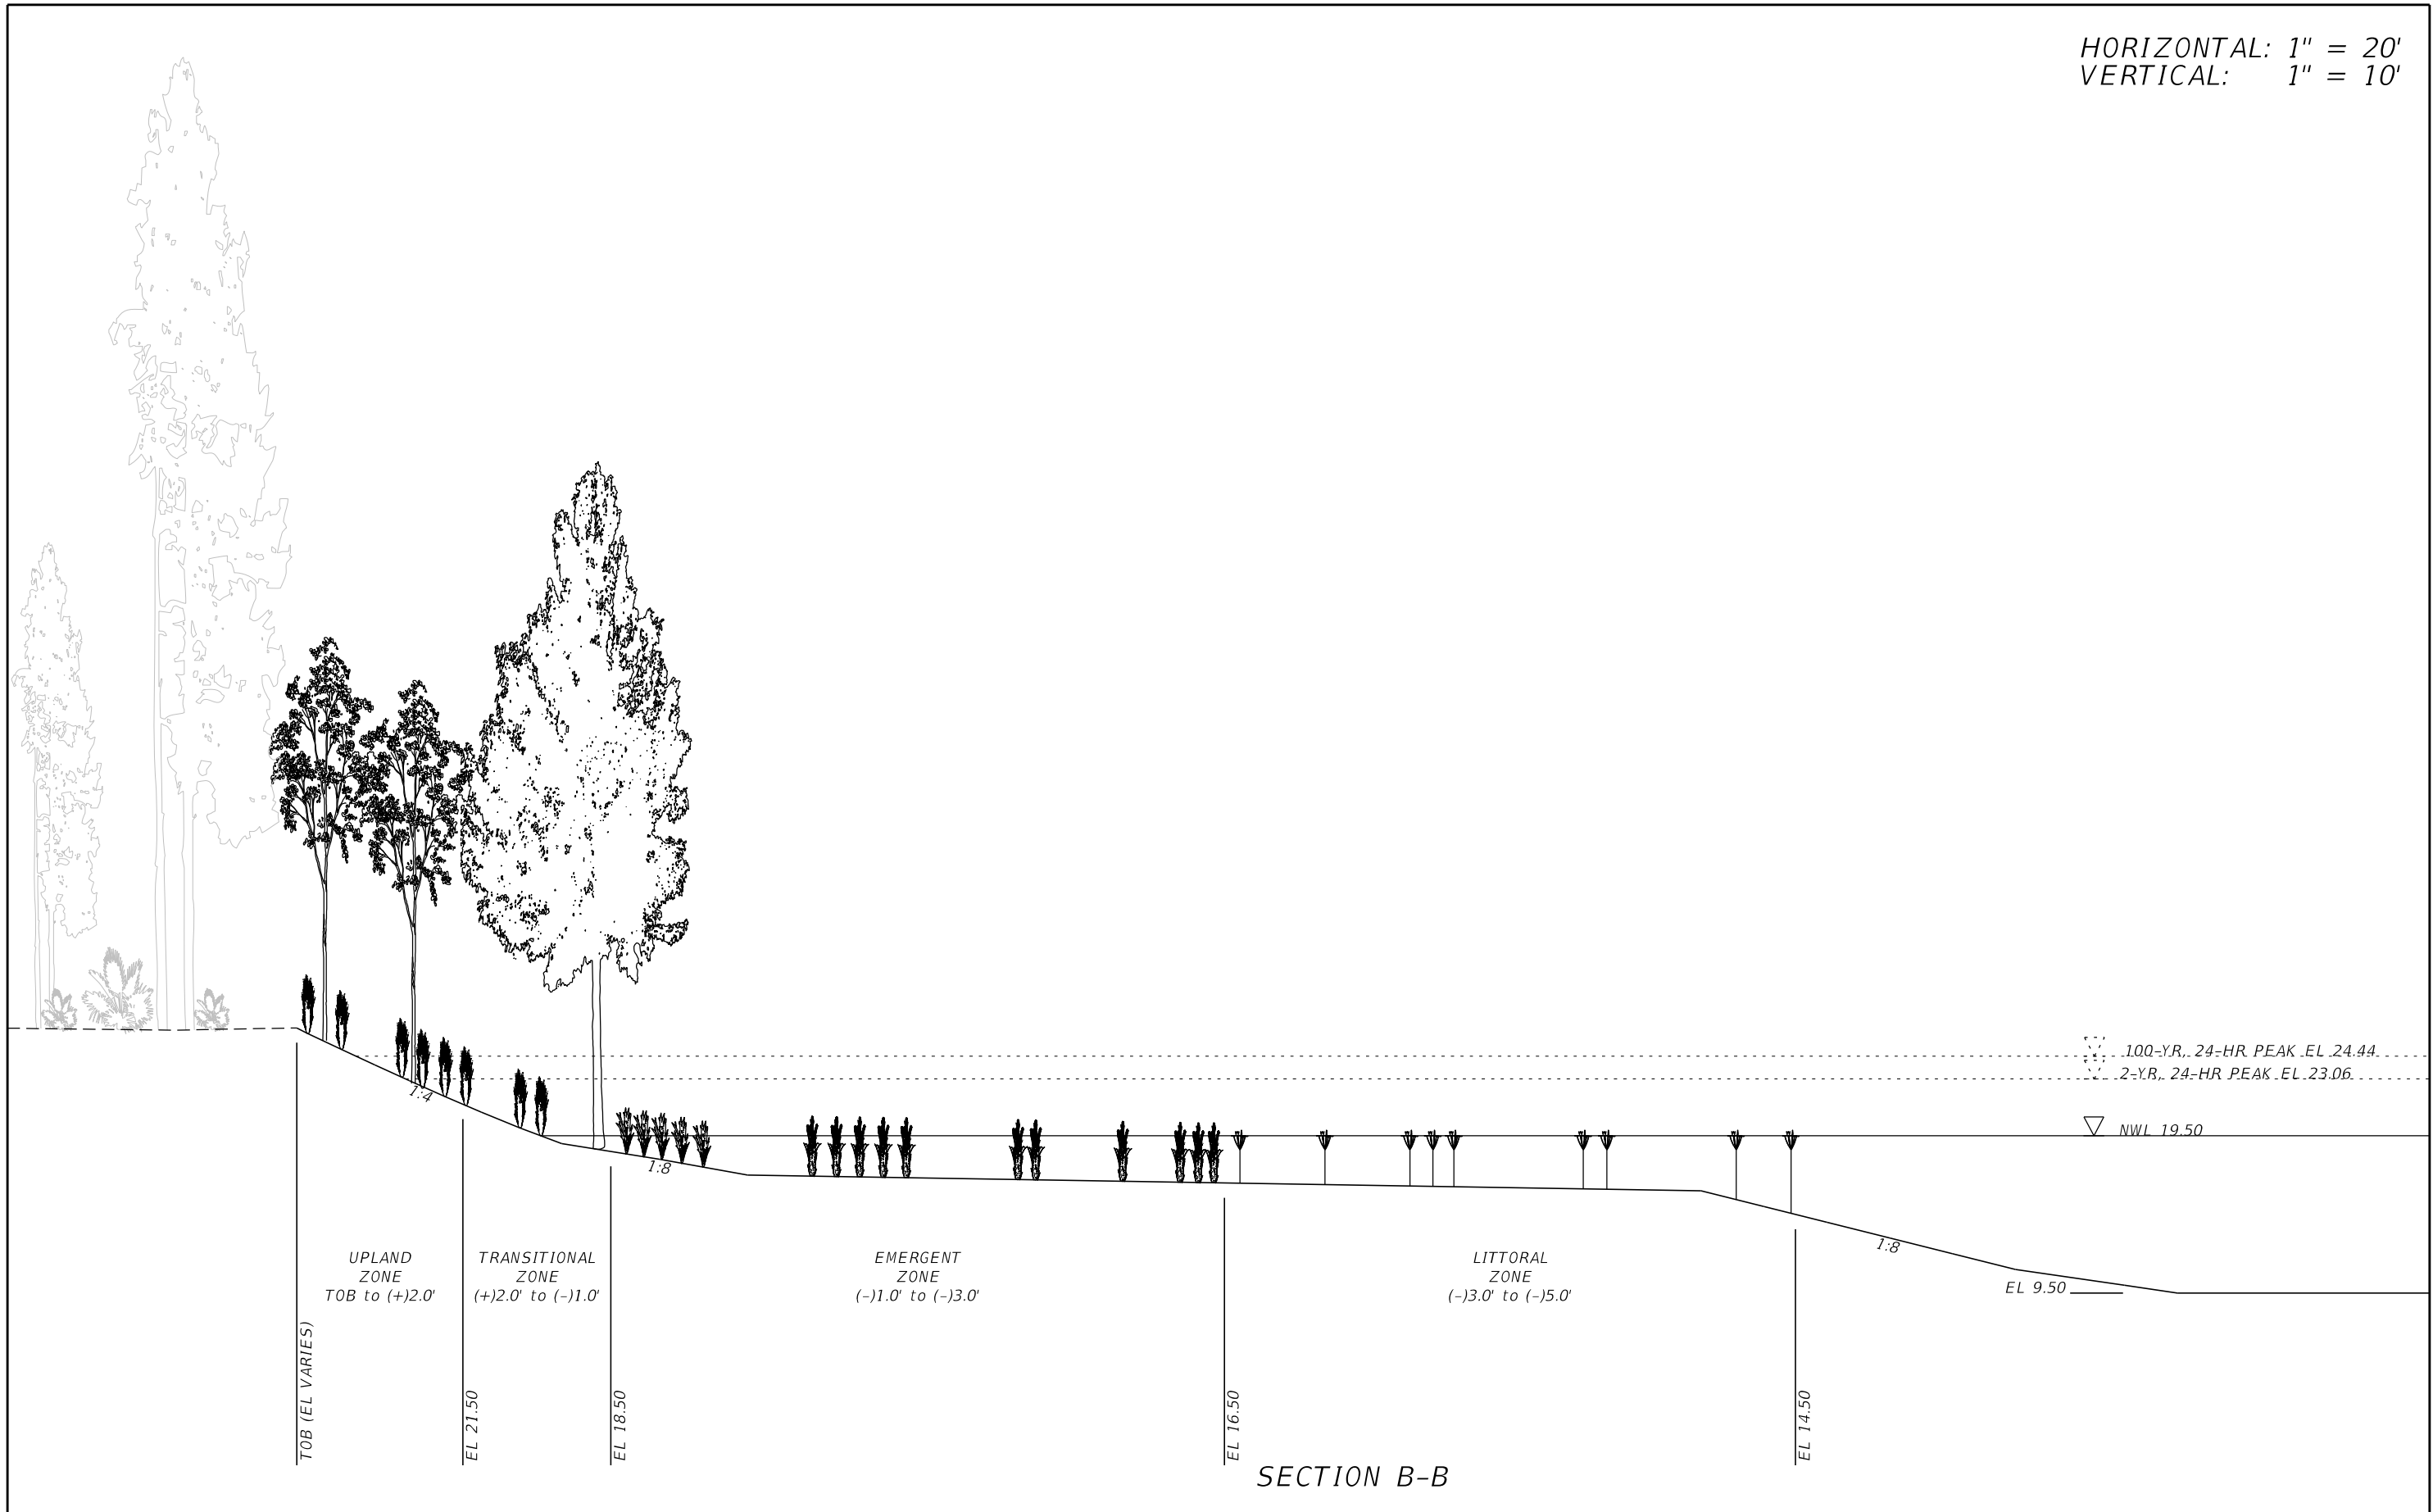 HORIZONTAL: 1" = 20'
VERTICAL: 1" = 10'
100-YR, 24-HR PEAK EL 24.44
2-YR, 24-HR PEAK EL 23.06
1:4
NWL 19.50
1:8
1:8
UPLAND
ZONE
TOB to (+)2.0'
TRANSITIONAL
ZONE
(+)2.0' to (-)1.0'
EMERGENT
ZONE
(-)1.0' to (-)3.0'
LITTORAL
ZONE
(-)3.0' to (-)5.0'
EL 9.50
TOB (EL VARIES)
EL 21.50
EL 18.50
EL 16.50
EL 14.50
SECTION B-B